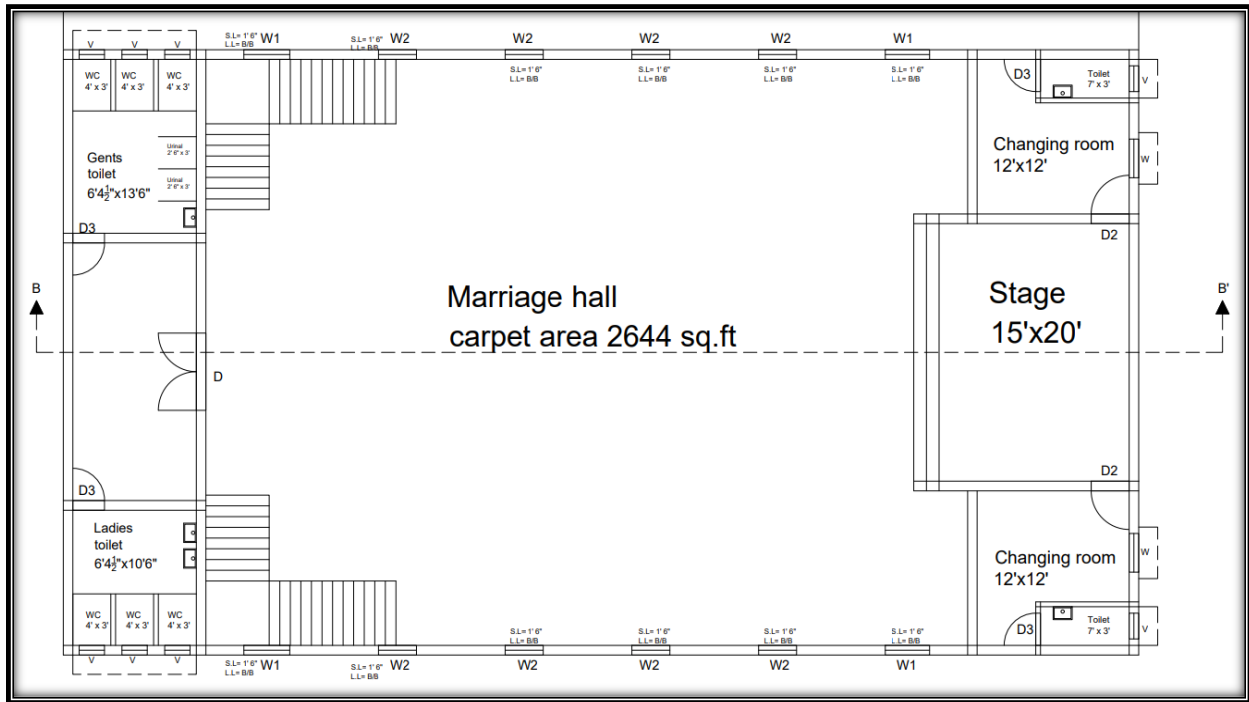 V V V
S.L= 1' 6" W1
L.L= B/B
S.L= 1' 6" W2
L.L= B/B
W2
W2
W2
W1
S.L= 1' 6"
L.L= B/B
S.L= 1' 6"
L.L= B/B
S.L= 1' 6"
L.L= B/B
S.L= 1' 6"
L.L= B/B
WC
4' x 3'
WC
4' x 3'
WC
4' x 3'
D3
Toilet
7' x 3'
V
Urinal
2' 6" x 3'
Urinal
2' 6" x 3'
Gents
toilet
6'4½"x13'6"
D3
Changing room
12'x12'
W
D2
B
B'
Marriage hall
carpet area 2644 sq.ft
Stage
15'x20'
D
D2
D3
Ladies
toilet
6'4½"x10'6"
Changing room
12'x12'
W
WC
4' x 3'
WC
4' x 3'
WC
4' x 3'
D3
Toilet
7' x 3'
V
S.L= 1' 6"
L.L= B/B
S.L= 1' 6"
L.L= B/B
S.L= 1' 6"
L.L= B/B
S.L= 1' 6"
L.L= B/B
V V V
S.L= 1' 6" W1
L.L= B/B
S.L= 1' 6" W2
L.L= B/B
W2
W2
W2
W1